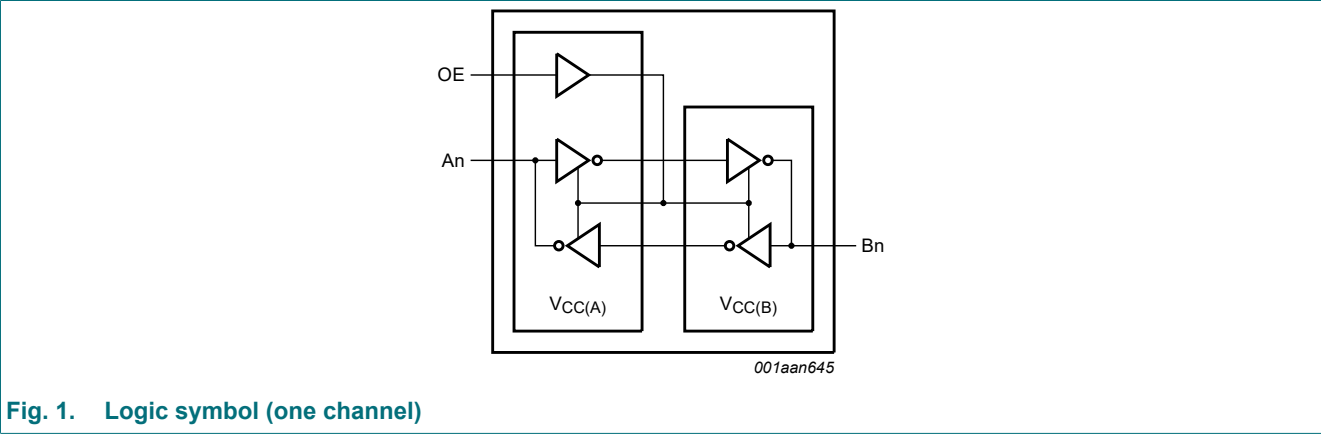 OE
An
Bn
VCC(A)
VCC(B)
001aan645
Fig. 1. Logic symbol (one channel)